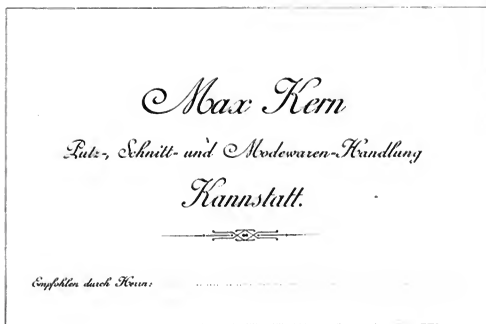 Max Kern
Putz-, Schnitt- und Modewaren-Handlung
Kannstatt.
Empfohlen durch Herrn: